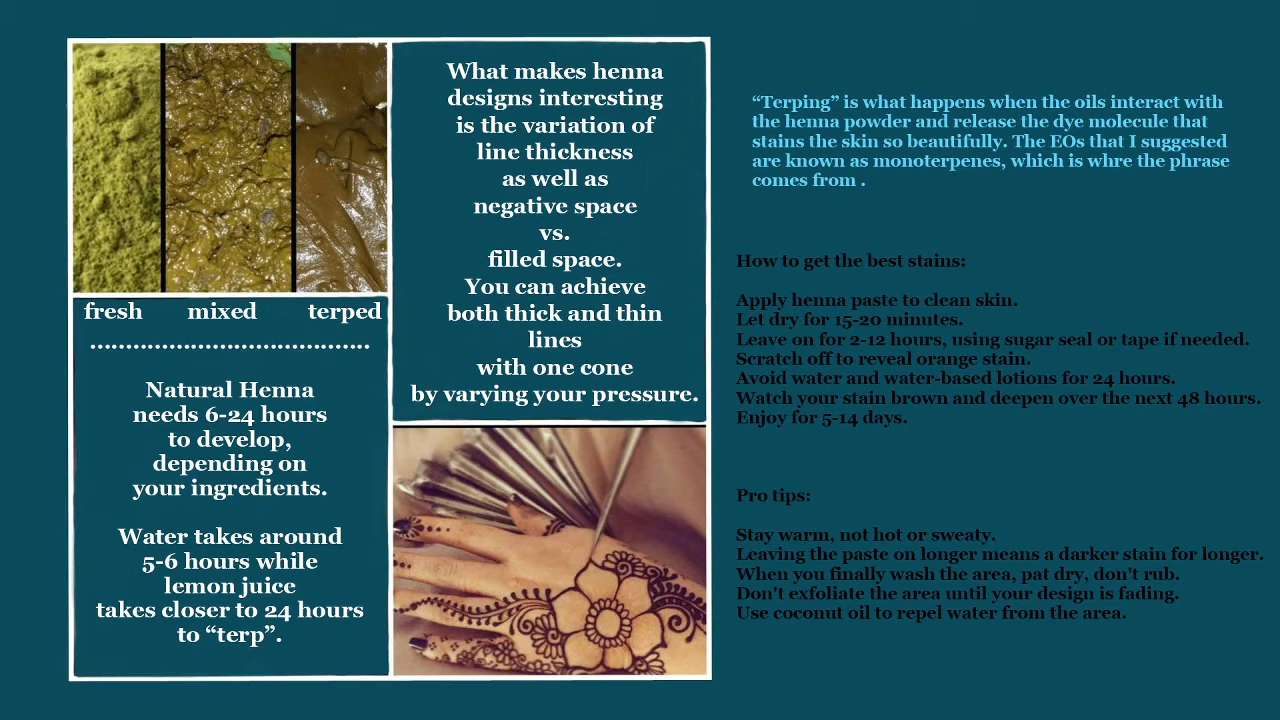 fresh mixed terped
.......................................
Natural Henna
needs 6-24 hours
to develop,
depending on
your ingredients.
Water takes around
5-6 hours while
lemon juice
takes closer to 24 hours
to “terp”.
What makes henna
designs interesting
is the variation of
line thickness
as well as
negative space
vs.
filled space.
You can achieve
both thick and thin
lines
with one cone
by varying your pressure.
“Terping” is what happens when the oils interact with
the henna powder and release the dye molecule that
stains the skin so beautifully. The EOs that I suggested
are known as monoterpenes, which is whre the phrase
comes from .
How to get the best stains:
Apply henna paste to clean skin.
Let dry for 15-20 minutes.
Leave on for 2-12 hours, using sugar seal or tape if needed.
Scratch off to reveal orange stain.
Avoid water and water-based lotions for 24 hours.
Watch your stain brown and deepen over the next 48 hours.
Enjoy for 5-14 days.
Pro tips:
Stay warm, not hot or sweaty.
Leaving the paste on longer means a darker stain for longer.
When you finally wash the area, pat dry, don't rub.
Don't exfoliate the area until your design is fading.
Use coconut oil to repel water from the area.